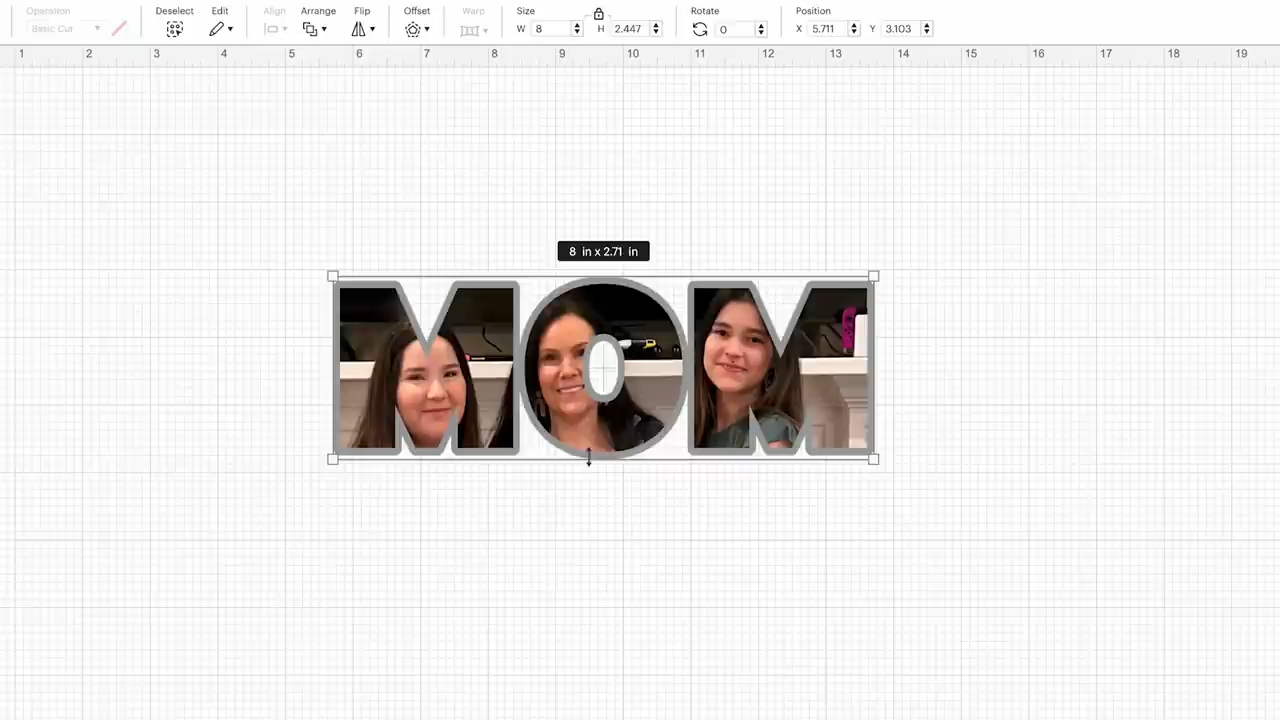 Operation Deselect Edit Align Arrange Flip Offset Warp Size Rotate Position
Basic Cut W 8 H 2.447 0 X 5.711 Y 3.103
1 2 3 4 5 6 7 8 9 10 11 12 13 14 15 16 17 18 19
8 in x 2.71 in
MOM